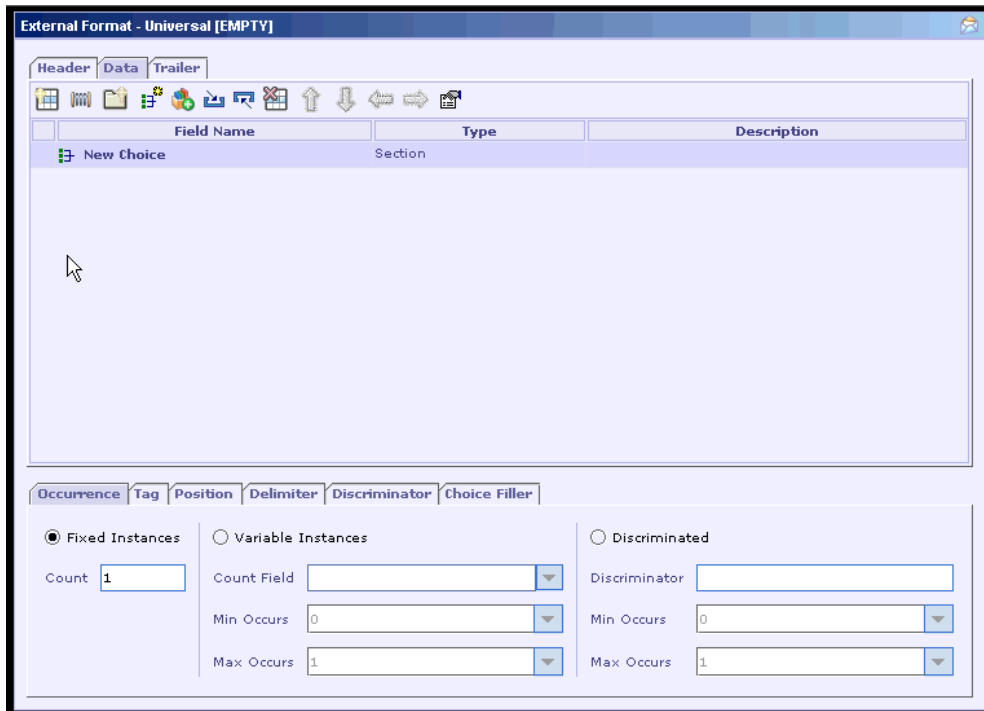 External Format - Universal [EMPTY]
Header Data Trailer
Field Name Type Description
New Choice Section
Occurrence Tag Position Delimiter Discriminator Choice Filler
Fixed Instances Variable Instances Discriminated
Count 1 Count Field Discriminator
Min Occurs 0 Min Occurs 0
Max Occurs 1 Max Occurs 1